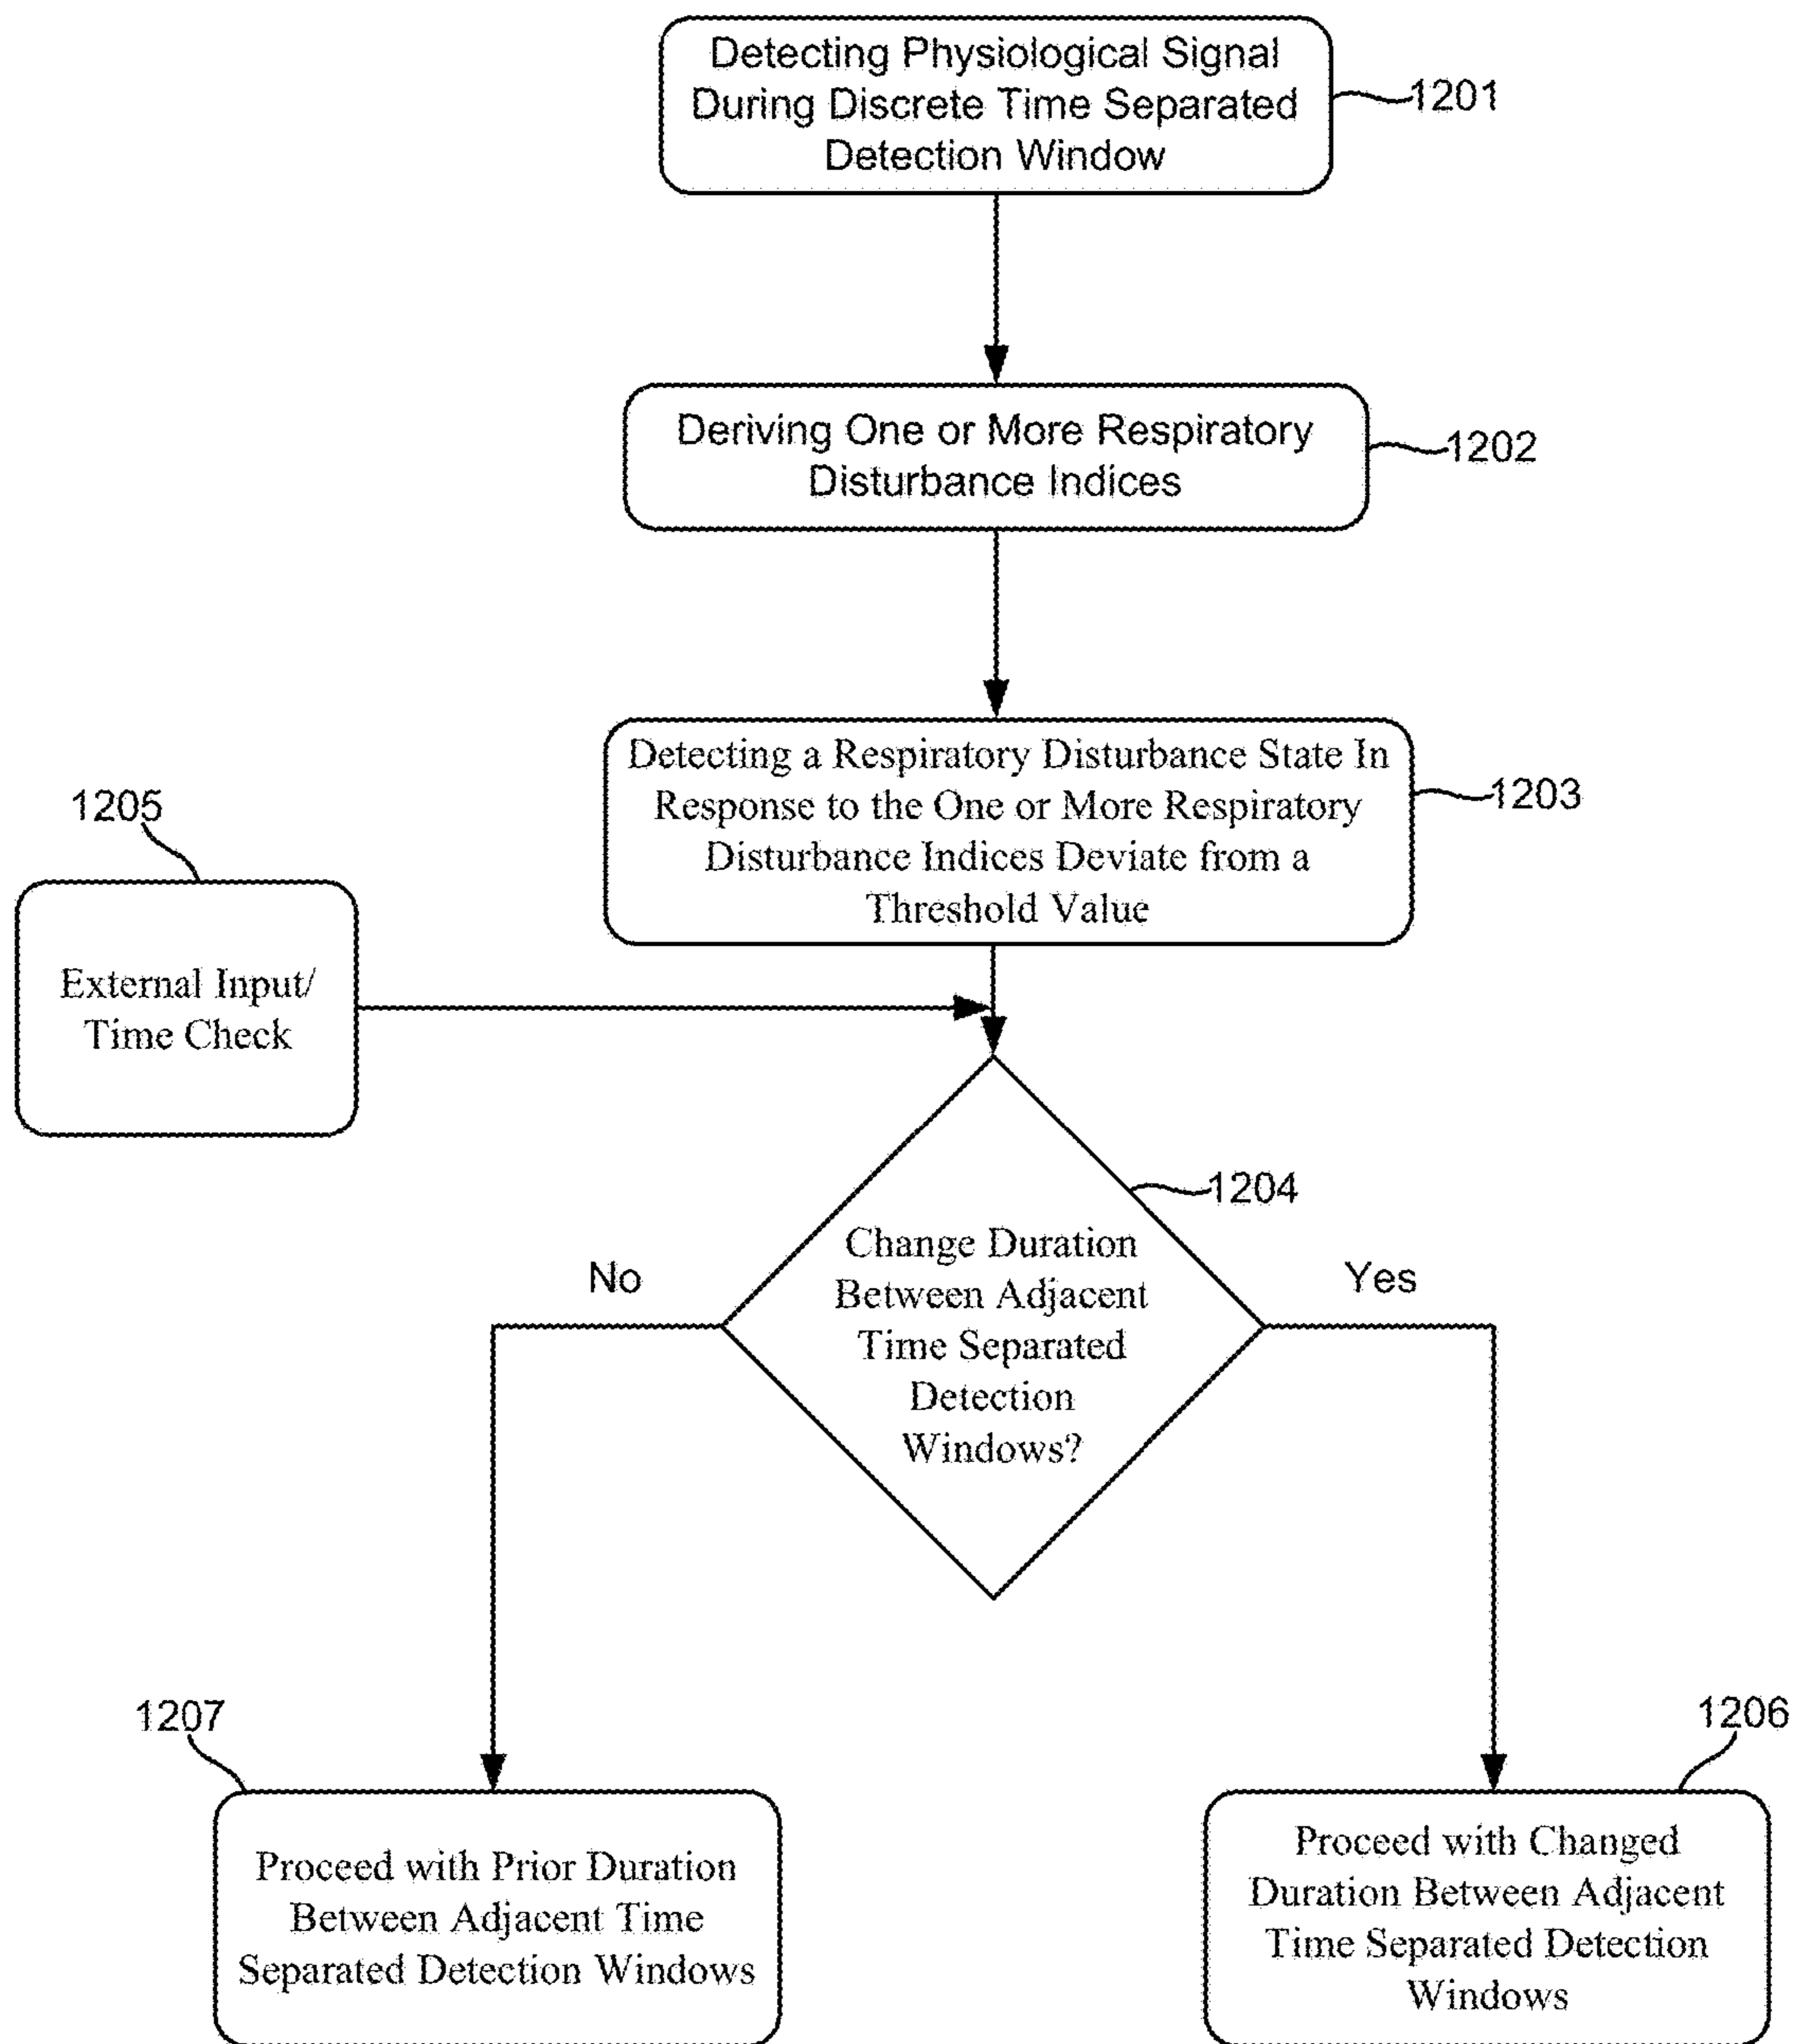 Detecting Physiological Signal
During Discrete Time Separated
Detection Window
1201
Deriving One or More Respiratory
Disturbance Indices
1202
Detecting a Respiratory Disturbance State In
Response to the One or More Respiratory
Disturbance Indices Deviate from a
Threshold Value
1203
1205
External Input/
Time Check
1204
Change Duration
Between Adjacent
Time Separated
Detection
Windows?
No
Yes
1207
Proceed with Prior Duration
Between Adjacent Time
Separated Detection Windows
1206
Proceed with Changed
Duration Between Adjacent
Time Separated Detection
Windows